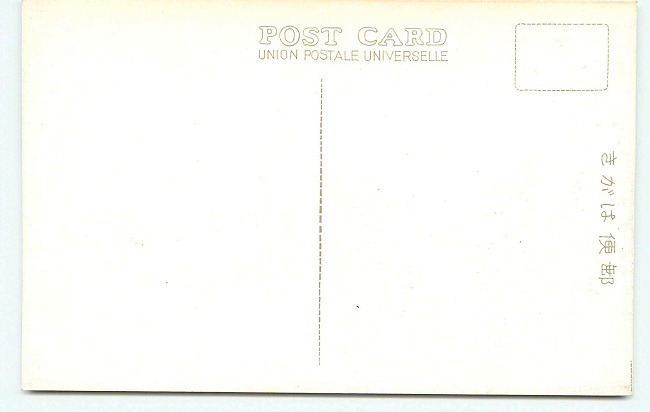 POST CARD
UNION POSTALE UNIVERSELLE
きがは便郵